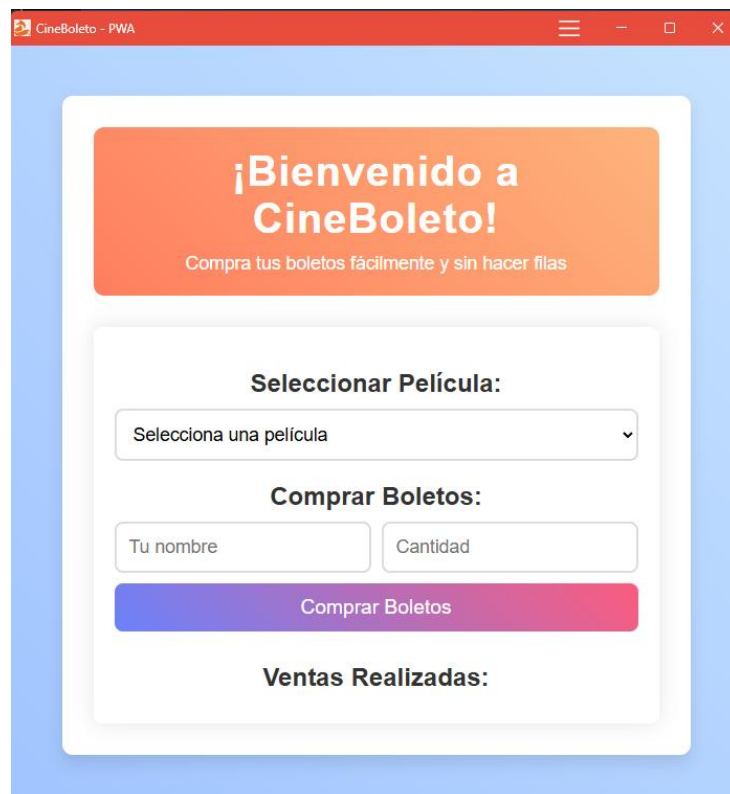 CineBoleto - PWA
¡Bienvenido a
CineBoleto!
Compra tus boletos fácilmente y sin hacer filas
Seleccionar Película:
Selecciona una película
Comprar Boletos:
Tu nombre
Cantidad
Comprar Boletos
Ventas Realizadas: